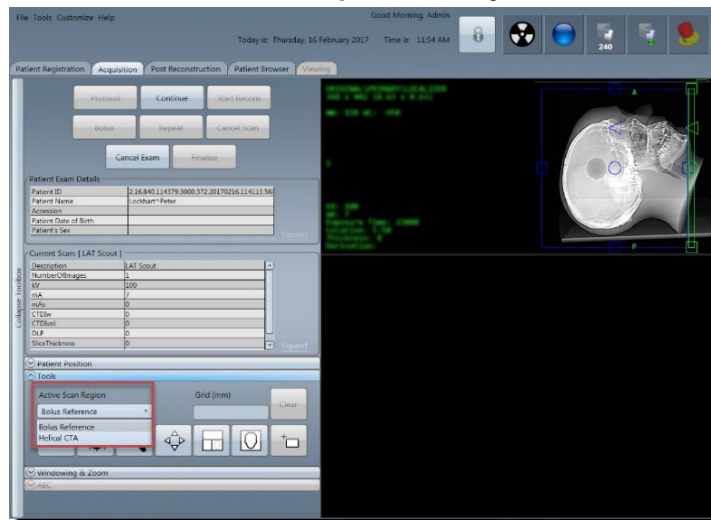 Good Morning, Admin
File Tools Customize Help
Today is: Thursday, 16 February 2017 Time is: 11:54 AM
240
Patient Registration Acquisition Post Reconstruction Patient Browser Viewing
Protocol Continue Start Recons
Bolus Repeat Cancel Scan
Cancel Exam Finalize
Patient Exam Details
Patient ID 2.16.840.114379.5000.372.20170216.114113.56
Patient Name Lockhart^Peter
Accession
Patient Date of Birth
Patient's Sex
Expand
Current Scan: [ LAT Scout ]
Description LAT Scout
NumberOfImages 1
kV 100
mA 7
mAs 0
CTDIw 0
CTDIvol 0
DLP 0
SliceThickness 0
Expand
Collapse Toolbox
Patient Position
Tools
Active Scan Region Grid (mm)
Bolus Reference Clear
Bolus Reference
Helical CTA
Windowing & Zoom
ABC
A
P